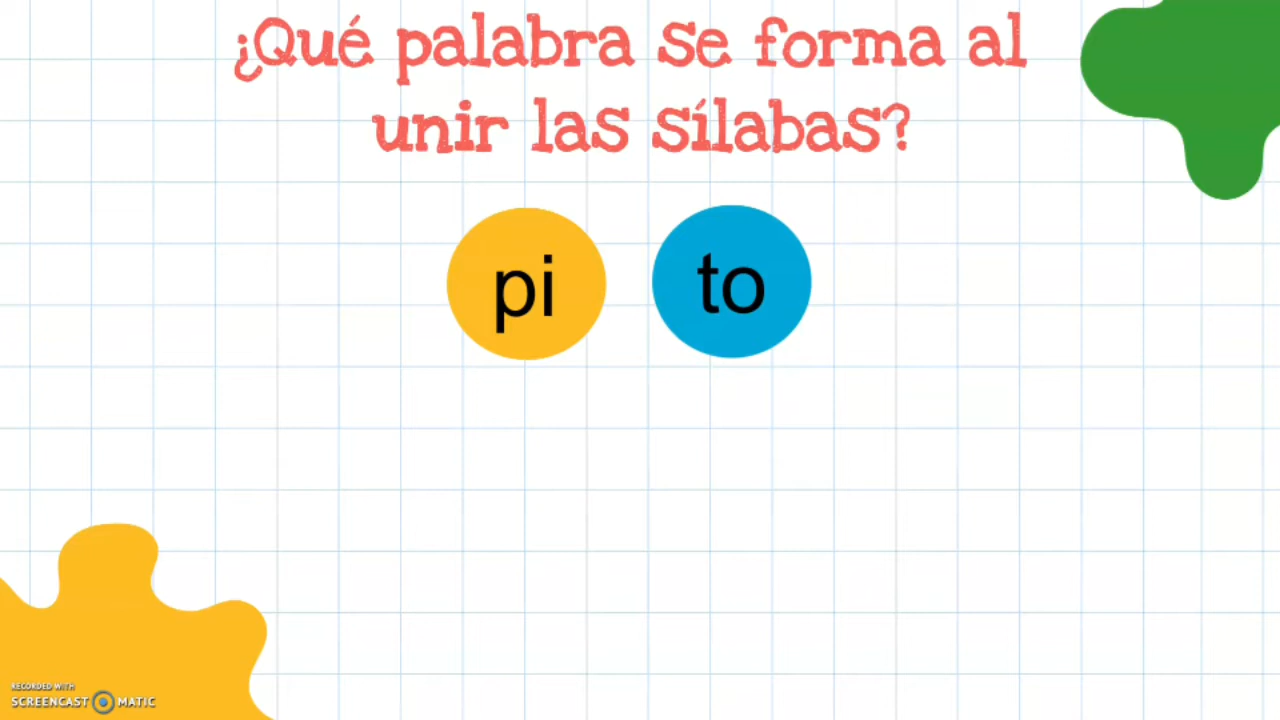 ¿Qué palabra se forma al
unir las sílabas?
pi to
RECORDED WITH
SCREENCAST MATIC